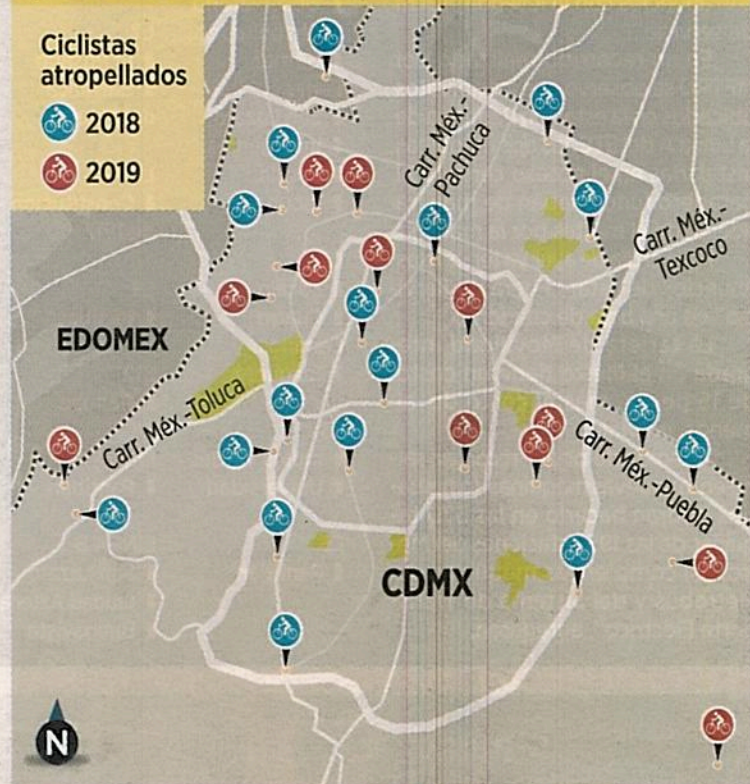 Ciclistas
atropellados
2018
2019
Carr. Méx.-
Pachuca
Carr. Méx.-
Texcoco
EDOMEX
Carr. Méx.-Toluca
Carr. Méx.-Puebla
CDMX
N